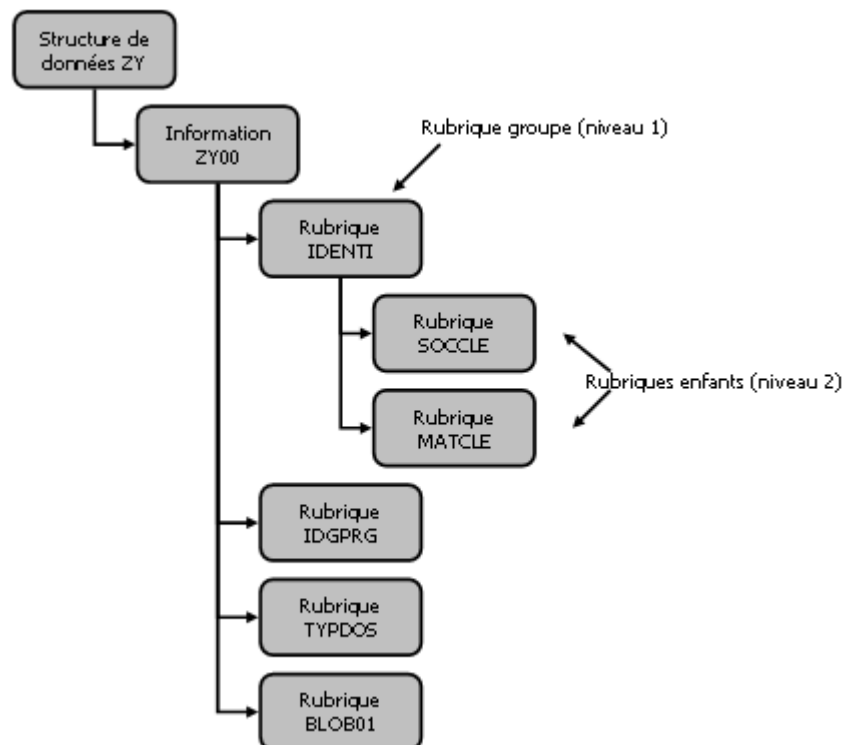 Structure de
données ZY
Information
ZY00
Rubrique groupe (niveau 1)
Rubrique
IDENTI
Rubrique
SOCCLE
Rubriques enfants (niveau 2)
Rubrique
MATCLE
Rubrique
IDGPRG
Rubrique
TYPDOS
Rubrique
BLOB01